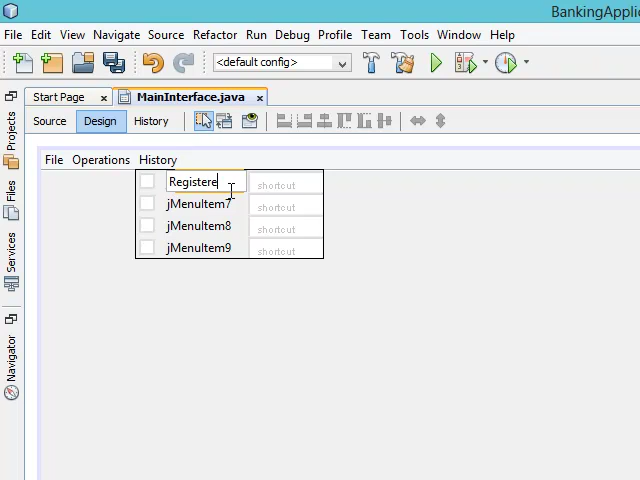 BankingApplic
File Edit View Navigate Source Refactor Run Debug Profile Team Tools Window Help
<default config>
Start Page x MainInterface.java x
Source Design History
File Operations History
Registere shortcut
jMenuItem7 shortcut
jMenuItem8 shortcut
jMenuItem9 shortcut
Projects
Files
Services
Navigator